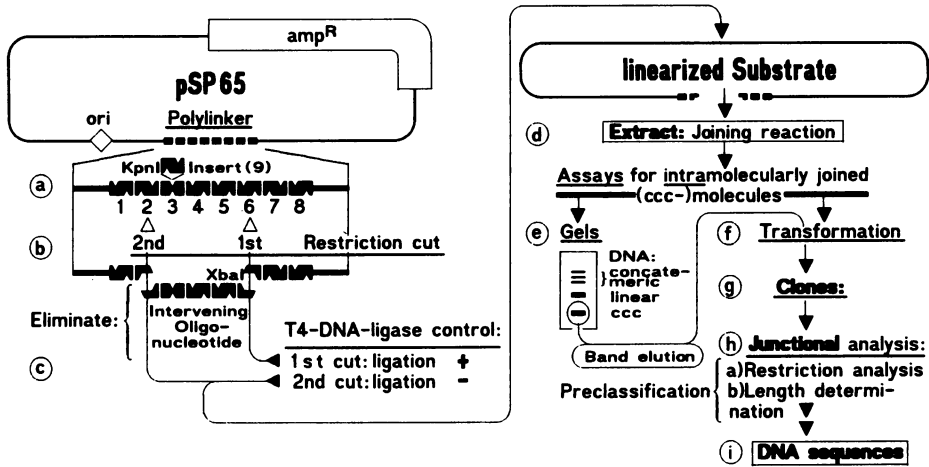 ampR
pSP65
ori
Polylinker
KpnI Insert (9)
a
1 2 3 4 5 6 7 8
b
2nd 1st Restriction cut
XbaI
Eliminate:
Intervening
Oligo-
nucleotide
c
T4-DNA-ligase control:
1st cut: ligation +
2nd cut: ligation -
linearized Substrate
d
Extract: Joining reaction
Assays for intramolecularly joined
(ccc-)molecules
e Gels
DNA:
concate-
meric
linear
ccc
Band elution
f Transformation
g Clones:
h Junctional analysis:
Preclassification
a)Restriction analysis
b)Length determi-
nation
i DNA sequences